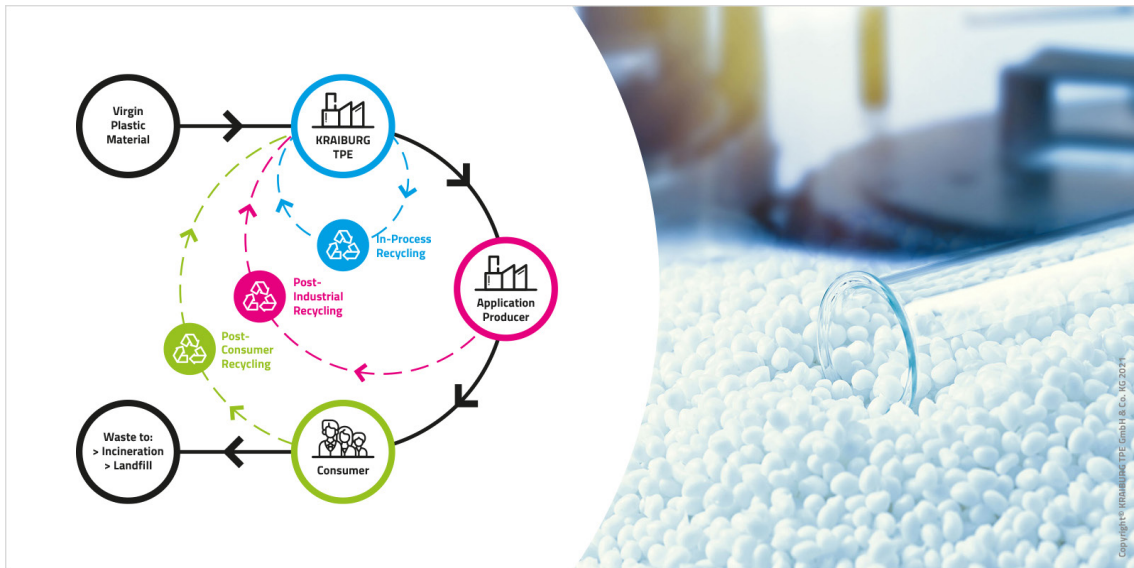 Virgin
Plastic
Material
KRAIBURG
TPE
In-Process
Recycling
Application
Producer
Post-
Industrial
Recycling
Post-
Consumer
Recycling
Waste to:
> Incineration
> Landfill
Consumer
Copyright® KRAIBURG TPE GmbH & Co. KG 2021